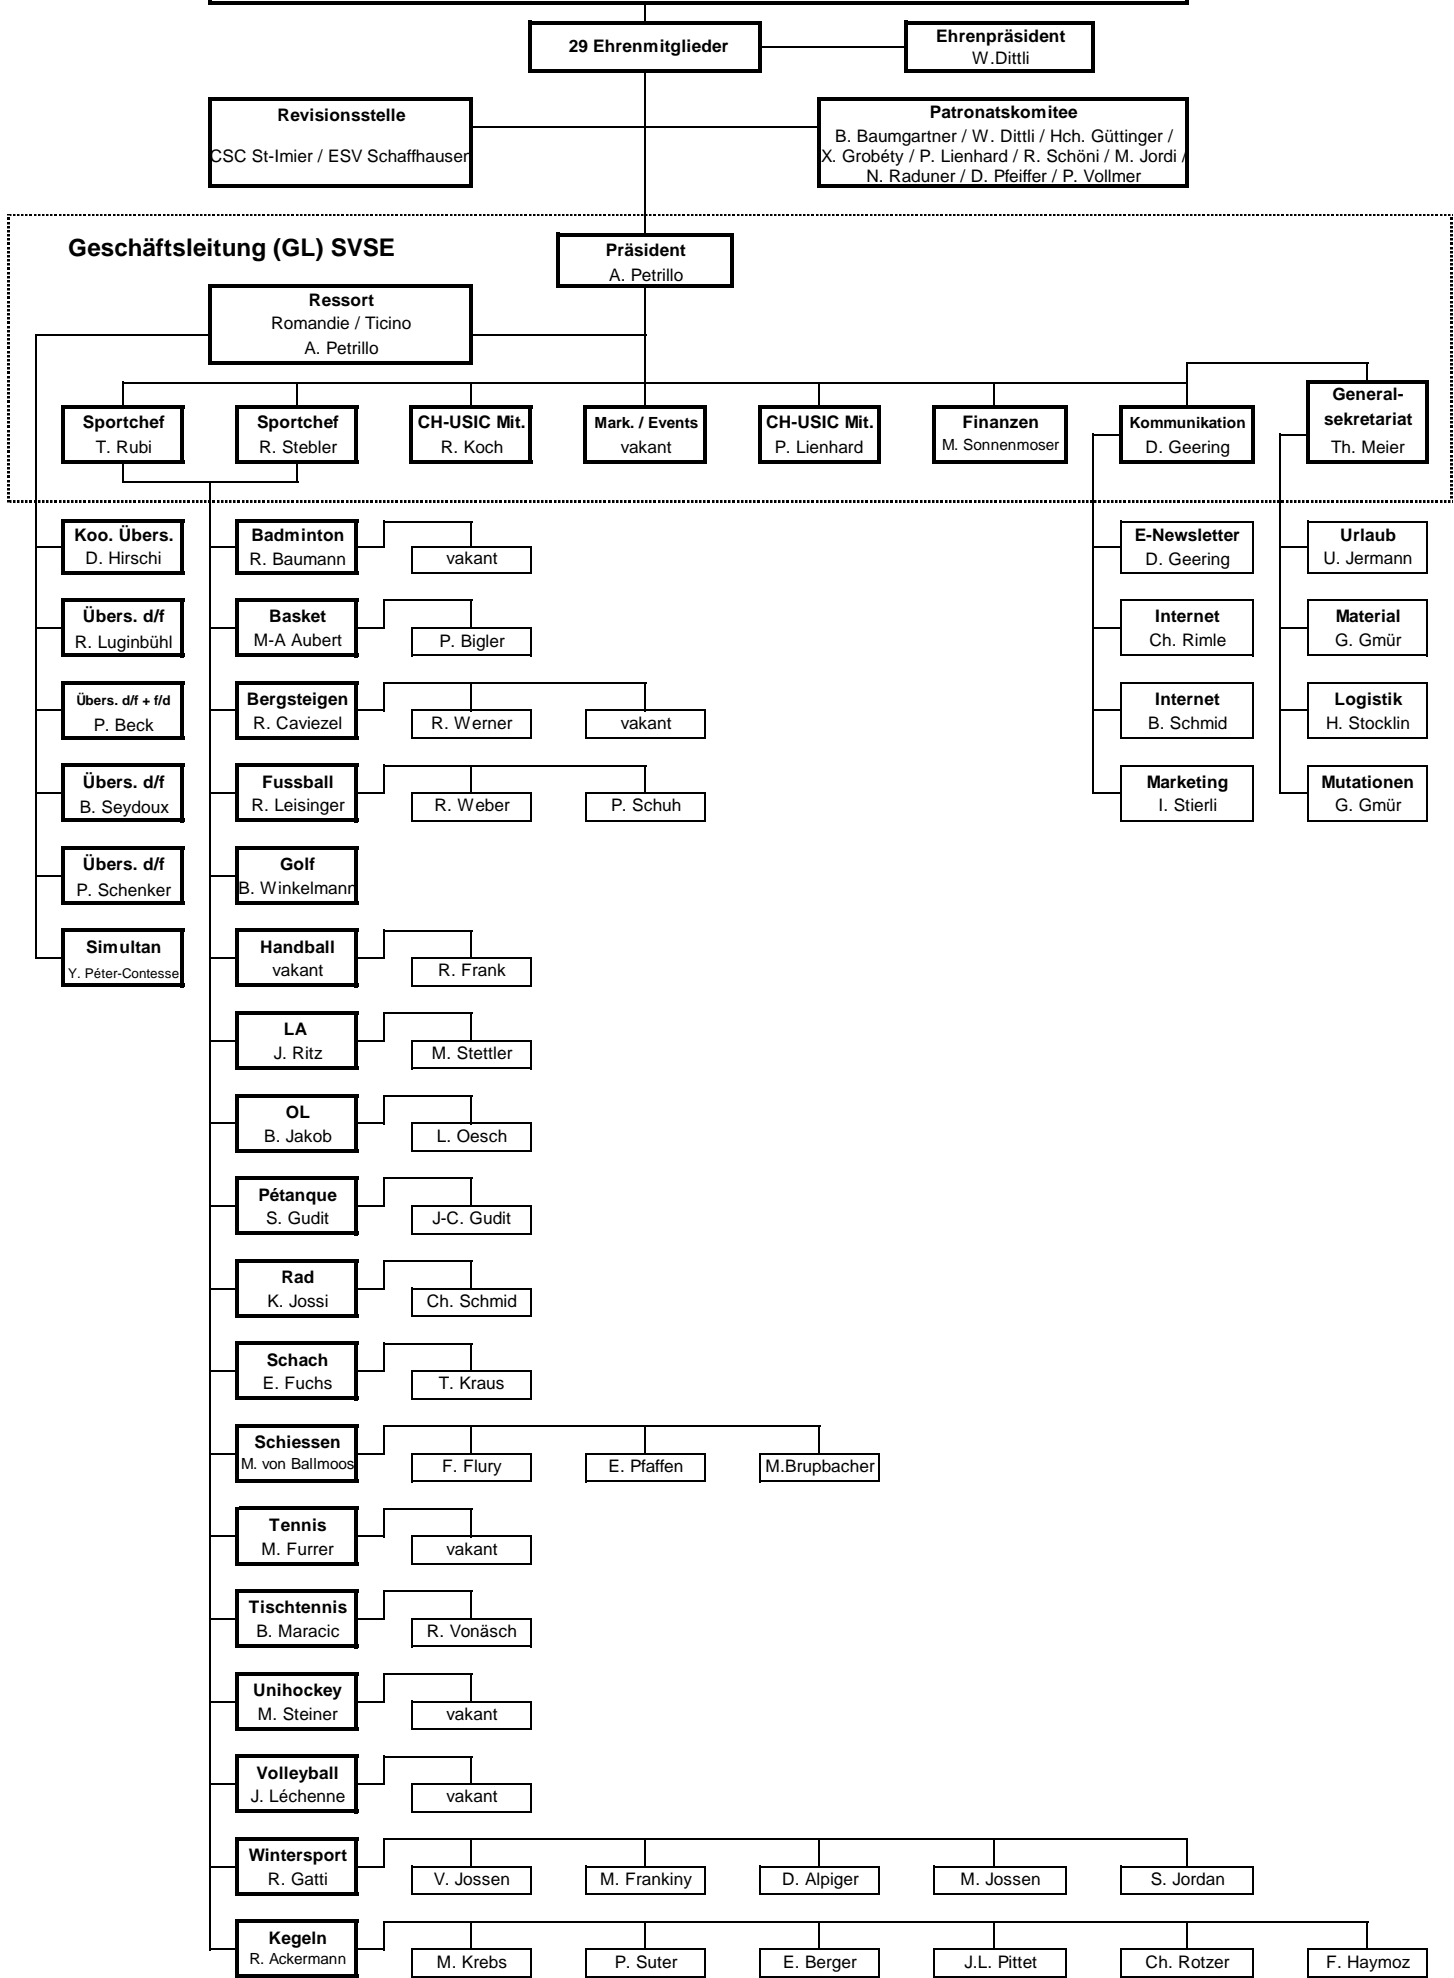 29 Ehrenmitglieder
Ehrenpräsident
W.Dittli
Revisionsstelle
CSC St-Imier / ESV Schaffhausen
Patronatskomitee
B. Baumgartner / W. Dittli / Hch. Güttinger /
X. Grobéty / P. Lienhard / R. Schöni / M. Jordi /
N. Raduner / D. Pfeiffer / P. Vollmer
Geschäftsleitung (GL) SVSE
Präsident
A. Petrillo
Ressort
Romandie / Ticino
A. Petrillo
Sportchef
T. Rubi
Sportchef
R. Stebler
CH-USIC Mit.
R. Koch
Mark. / Events
vakant
CH-USIC Mit.
P. Lienhard
Finanzen
M. Sonnenmoser
Kommunikation
D. Geering
General-
sekretariat
Th. Meier
Koo. Übers.
D. Hirschi
Übers. d/f
R. Luginbühl
Übers. d/f + f/d
P. Beck
Übers. d/f
B. Seydoux
Übers. d/f
P. Schenker
Simultan
Y. Péter-Contesse
Badminton
R. Baumann
vakant
Basket
M-A Aubert
P. Bigler
Bergsteigen
R. Caviezel
R. Werner
vakant
Fussball
R. Leisinger
R. Weber
P. Schuh
Golf
B. Winkelmann
Handball
vakant
R. Frank
LA
J. Ritz
M. Stettler
OL
B. Jakob
L. Oesch
Pétanque
S. Gudit
J-C. Gudit
Rad
K. Jossi
Ch. Schmid
Schach
E. Fuchs
T. Kraus
Schiessen
M. von Ballmoos
F. Flury
E. Pfaffen
M.Brupbacher
Tennis
M. Furrer
vakant
Tischtennis
B. Maracic
R. Vonäsch
Unihockey
M. Steiner
vakant
Volleyball
J. Léchenne
vakant
Wintersport
R. Gatti
V. Jossen
M. Frankiny
D. Alpiger
M. Jossen
S. Jordan
Kegeln
R. Ackermann
M. Krebs
P. Suter
E. Berger
J.L. Pittet
Ch. Rotzer
F. Haymoz
E-Newsletter
D. Geering
Internet
Ch. Rimle
Internet
B. Schmid
Marketing
I. Stierli
Urlaub
U. Jermann
Material
G. Gmür
Logistik
H. Stocklin
Mutationen
G. Gmür